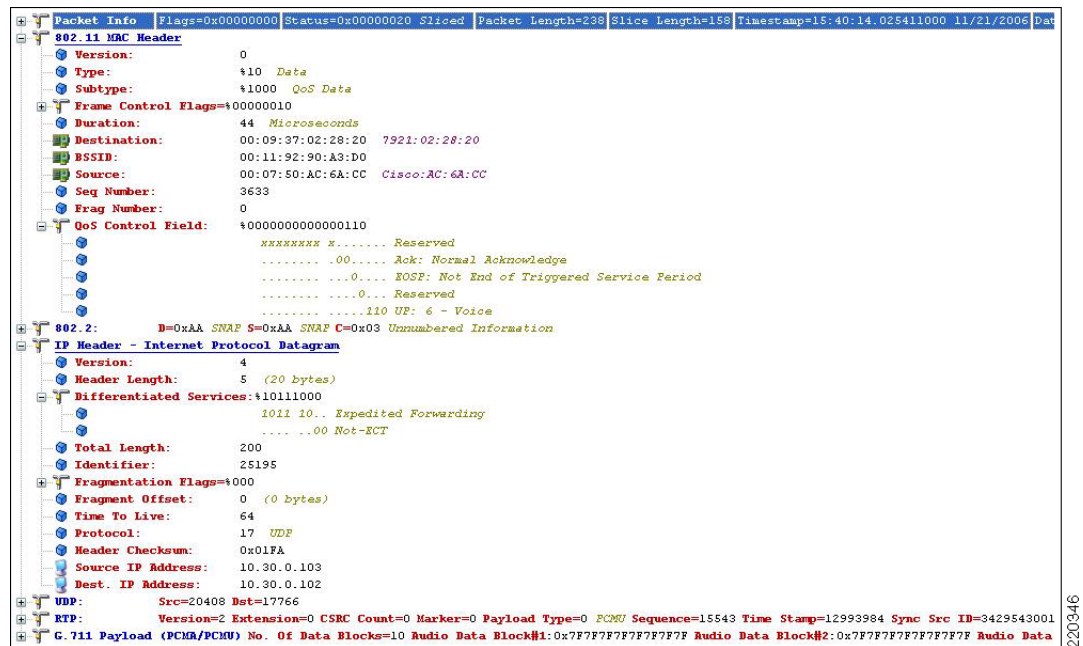 Packet Info Flags=0x00000000 Status=0x00000020 Sliced Packet Length=238 Slice Length=158 Timestamp=15:40:14.025411000 11/21/2006 Dat
802.11 MAC Header
Version: 0
Type: %10 Data
Subtype: %1000 QoS Data
Frame Control Flags=%00000010
Duration: 44 Microseconds
Destination: 00:09:37:02:28:20 7921:02:28:20
BSSID: 00:11:92:90:A3:D0
Source: 00:07:50:AC:6A:CC Cisco:AC:6A:CC
Seq Number: 3633
Frag Number: 0
QoS Control Field: %0000000000000110
xxxxxxxx x....... Reserved
........ .00..... Ack: Normal Acknowledge
........ ...0.... EOSP: Not End of Triggered Service Period
........ ....0... Reserved
........ .....110 UP: 6 - Voice
802.2: D=0xAA SNAP S=0xAA SNAP C=0x03 Unnumbered Information
IP Header - Internet Protocol Datagram
Version: 4
Header Length: 5 (20 bytes)
Differentiated Services:%10111000
1011 10.. Expedited Forwarding
.... ..00 Not-ECT
Total Length: 200
Identifier: 25195
Fragmentation Flags=%000
Fragment Offset: 0 (0 bytes)
Time To Live: 64
Protocol: 17 UDP
Header Checksum: 0x01FA
Source IP Address: 10.30.0.103
Dest. IP Address: 10.30.0.102
UDP: Src=20408 Dst=17766
RTP: Version=2 Extension=0 CSRC Count=0 Marker=0 Payload Type=0 PCMU Sequence=15543 Time Stamp=12993984 Sync Src ID=3429543001
G.711 Payload (PCMA/PCMU) No. Of Data Blocks=10 Audio Data Block#1:0x7F7F7F7F7F7F7F7F Audio Data Block#2:0x7F7F7F7F7F7F7F7F Audio Data
220346